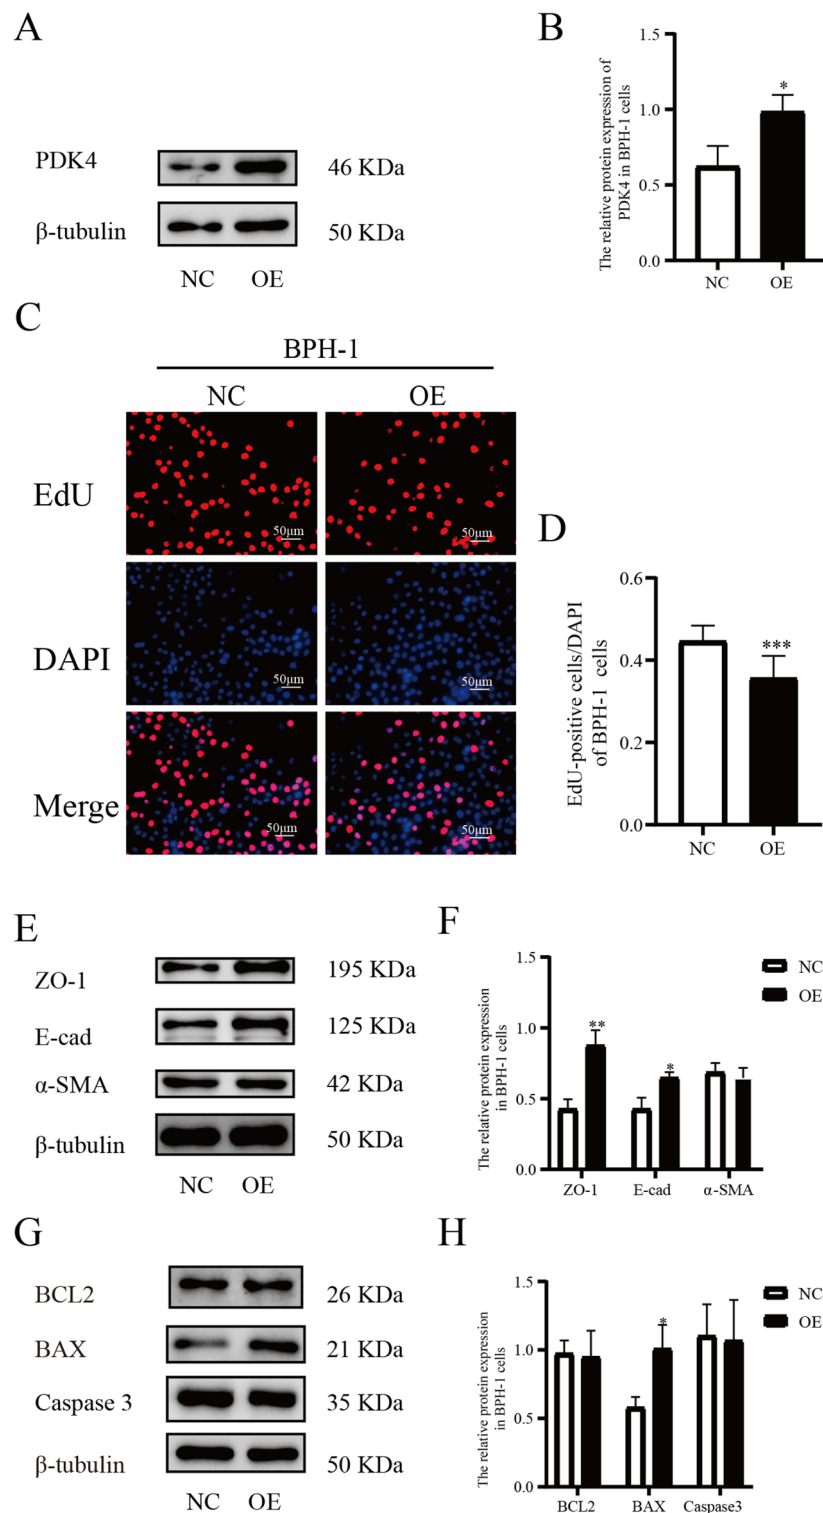 A
PDK4
46 KDa
β-tubulin
50 KDa
NC OE
B
The relative protein expression of
PDK4 in BPH-1 cells
1.5
1.0
0.5
0.0
*
NC OE
C
BPH-1
NC OE
EdU
50μm 50μm
DAPI
50μm 50μm
Merge
50μm 50μm
D
EdU-positive cells/DAPI
of BPH-1 cells
0.6
0.4
0.2
0.0
***
NC OE
E
ZO-1
195 KDa
E-cad
125 KDa
α-SMA
42 KDa
β-tubulin
50 KDa
NC OE
F
The relative protein expression
in BPH-1 cells
1.5
1.0
0.5
0.0
**
*
NC
OE
ZO-1 E-cad α-SMA
G
BCL2
26 KDa
BAX
21 KDa
Caspase 3
35 KDa
β-tubulin
50 KDa
NC OE
H
The relative protein expression
in BPH-1 cells
1.5
1.0
0.5
0.0
*
NC
OE
BCL2 BAX Caspase3